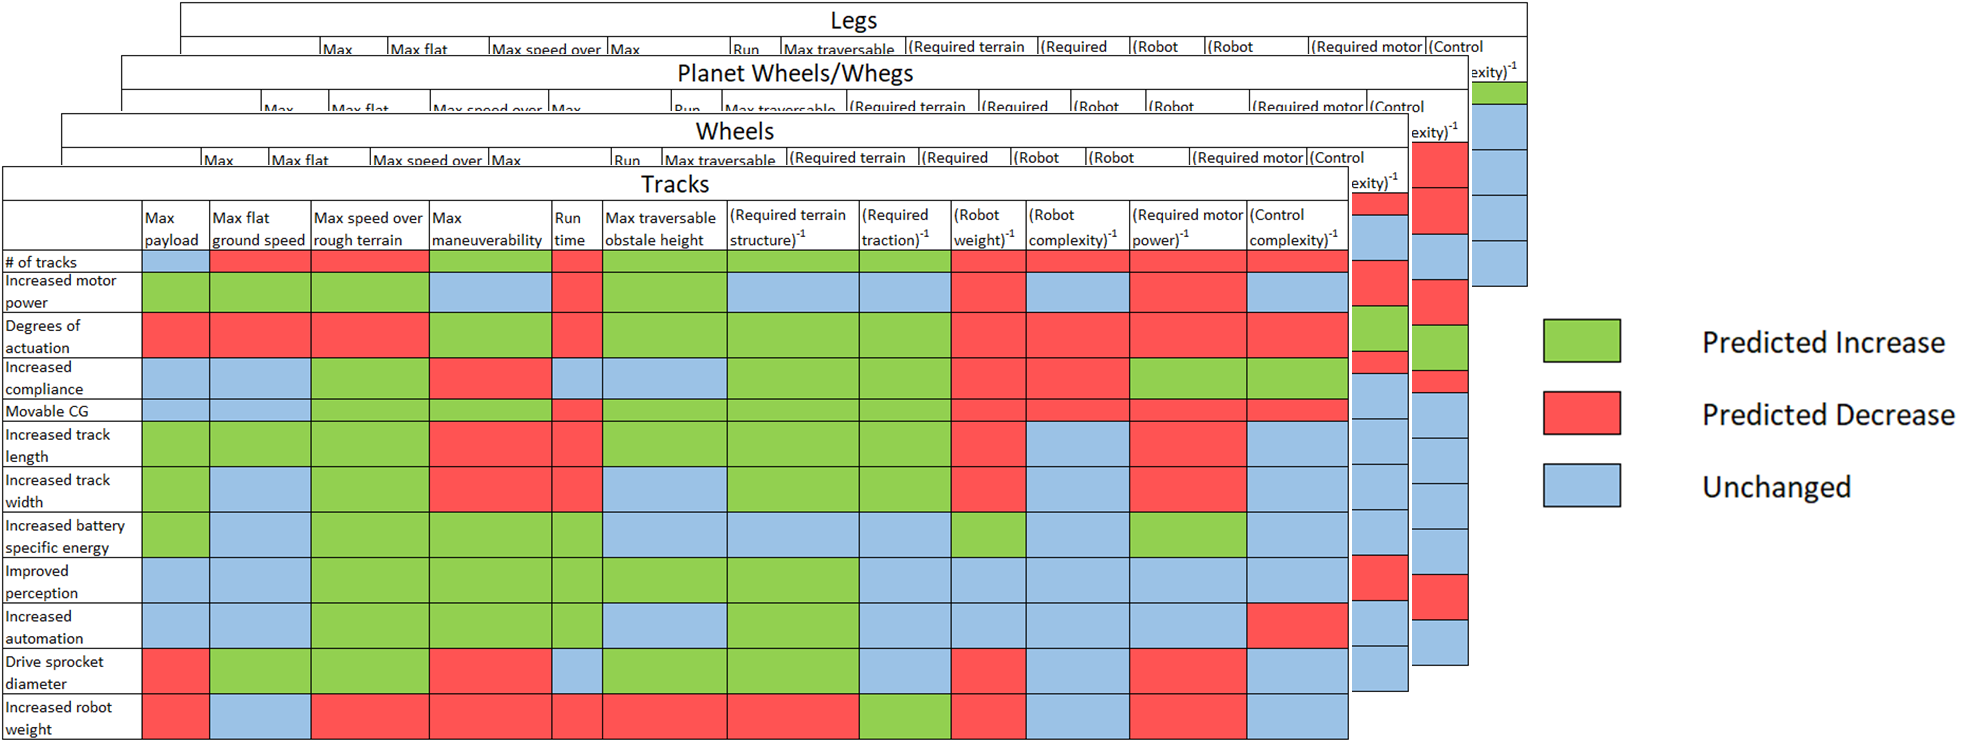 Legs
Max Max flat Max speed over Max Run Max traversable (Required terrain (Required (Robot (Robot (Required motor (Control
exity)⁻¹
Planet Wheels/Whegs
Max Max flat Max speed over Max Run Max traversable (Required terrain (Required (Robot (Robot (Required motor (Control
exity)⁻¹
Wheels
Max Max flat Max speed over Max Run Max traversable (Required terrain (Required (Robot (Robot (Required motor (Control
exity)⁻¹
Tracks
Max Max flat Max speed over Max Run Max traversable (Required terrain (Required (Robot (Robot (Required motor (Control
payload ground speed rough terrain maneuverability time obstale height structure)⁻¹ traction)⁻¹ weight)⁻¹ complexity)⁻¹ power)⁻¹ complexity)⁻¹
# of tracks
Increased motor
power
Degrees of
actuation
Increased
compliance
Movable CG
Increased track
length
Increased track
width
Increased battery
specific energy
Improved
perception
Increased
automation
Drive sprocket
diameter
Increased robot
weight
Predicted Increase
Predicted Decrease
Unchanged